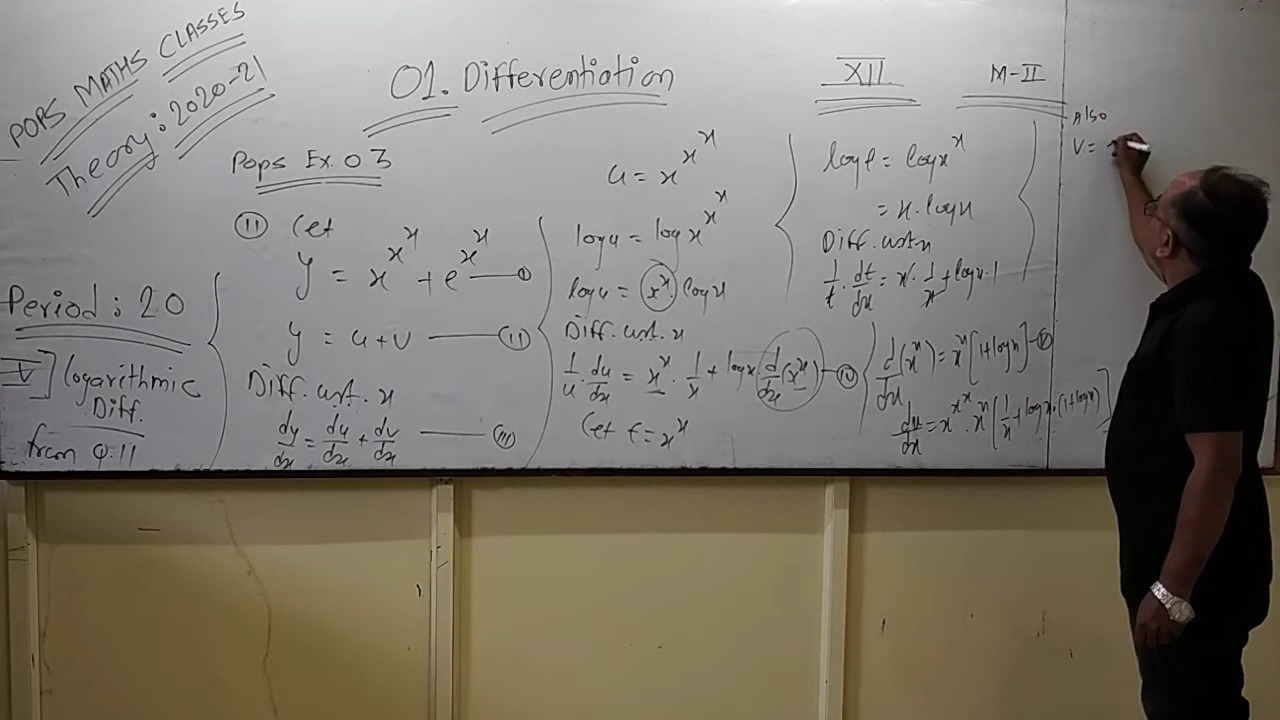 POPS MATHS CLASSES
Theory: 2020-21
01. Differentiation
XII
M-II
Period: 20
V] Logarithmic
Diff.
from Q.11
Pops Ex. 03
(11) Let
y = x^{x^x} + e^{x^x} — (I)
y = u + v — (II)
Diff. w.r.t. x
dy/dx = du/dx + dv/dx — (III)
u = x^{x^x}
log u = log x^{x^x}
log u = x^x · log x
Diff. w.r.t. x
1/u · du/dx = x^x · 1/x + log x · d/dx (x^x) — (IV)
Let t = x^x
log t = log x^x
= x · log x
Diff. w.r.t x
1/t · dt/dx = x · 1/x + log x · 1
d/dx (x^x) = x^x [1 + log x] — (V)
du/dx = x^{x^x} · x^x [1/x + log x · (1 + log x)]
Also
V =